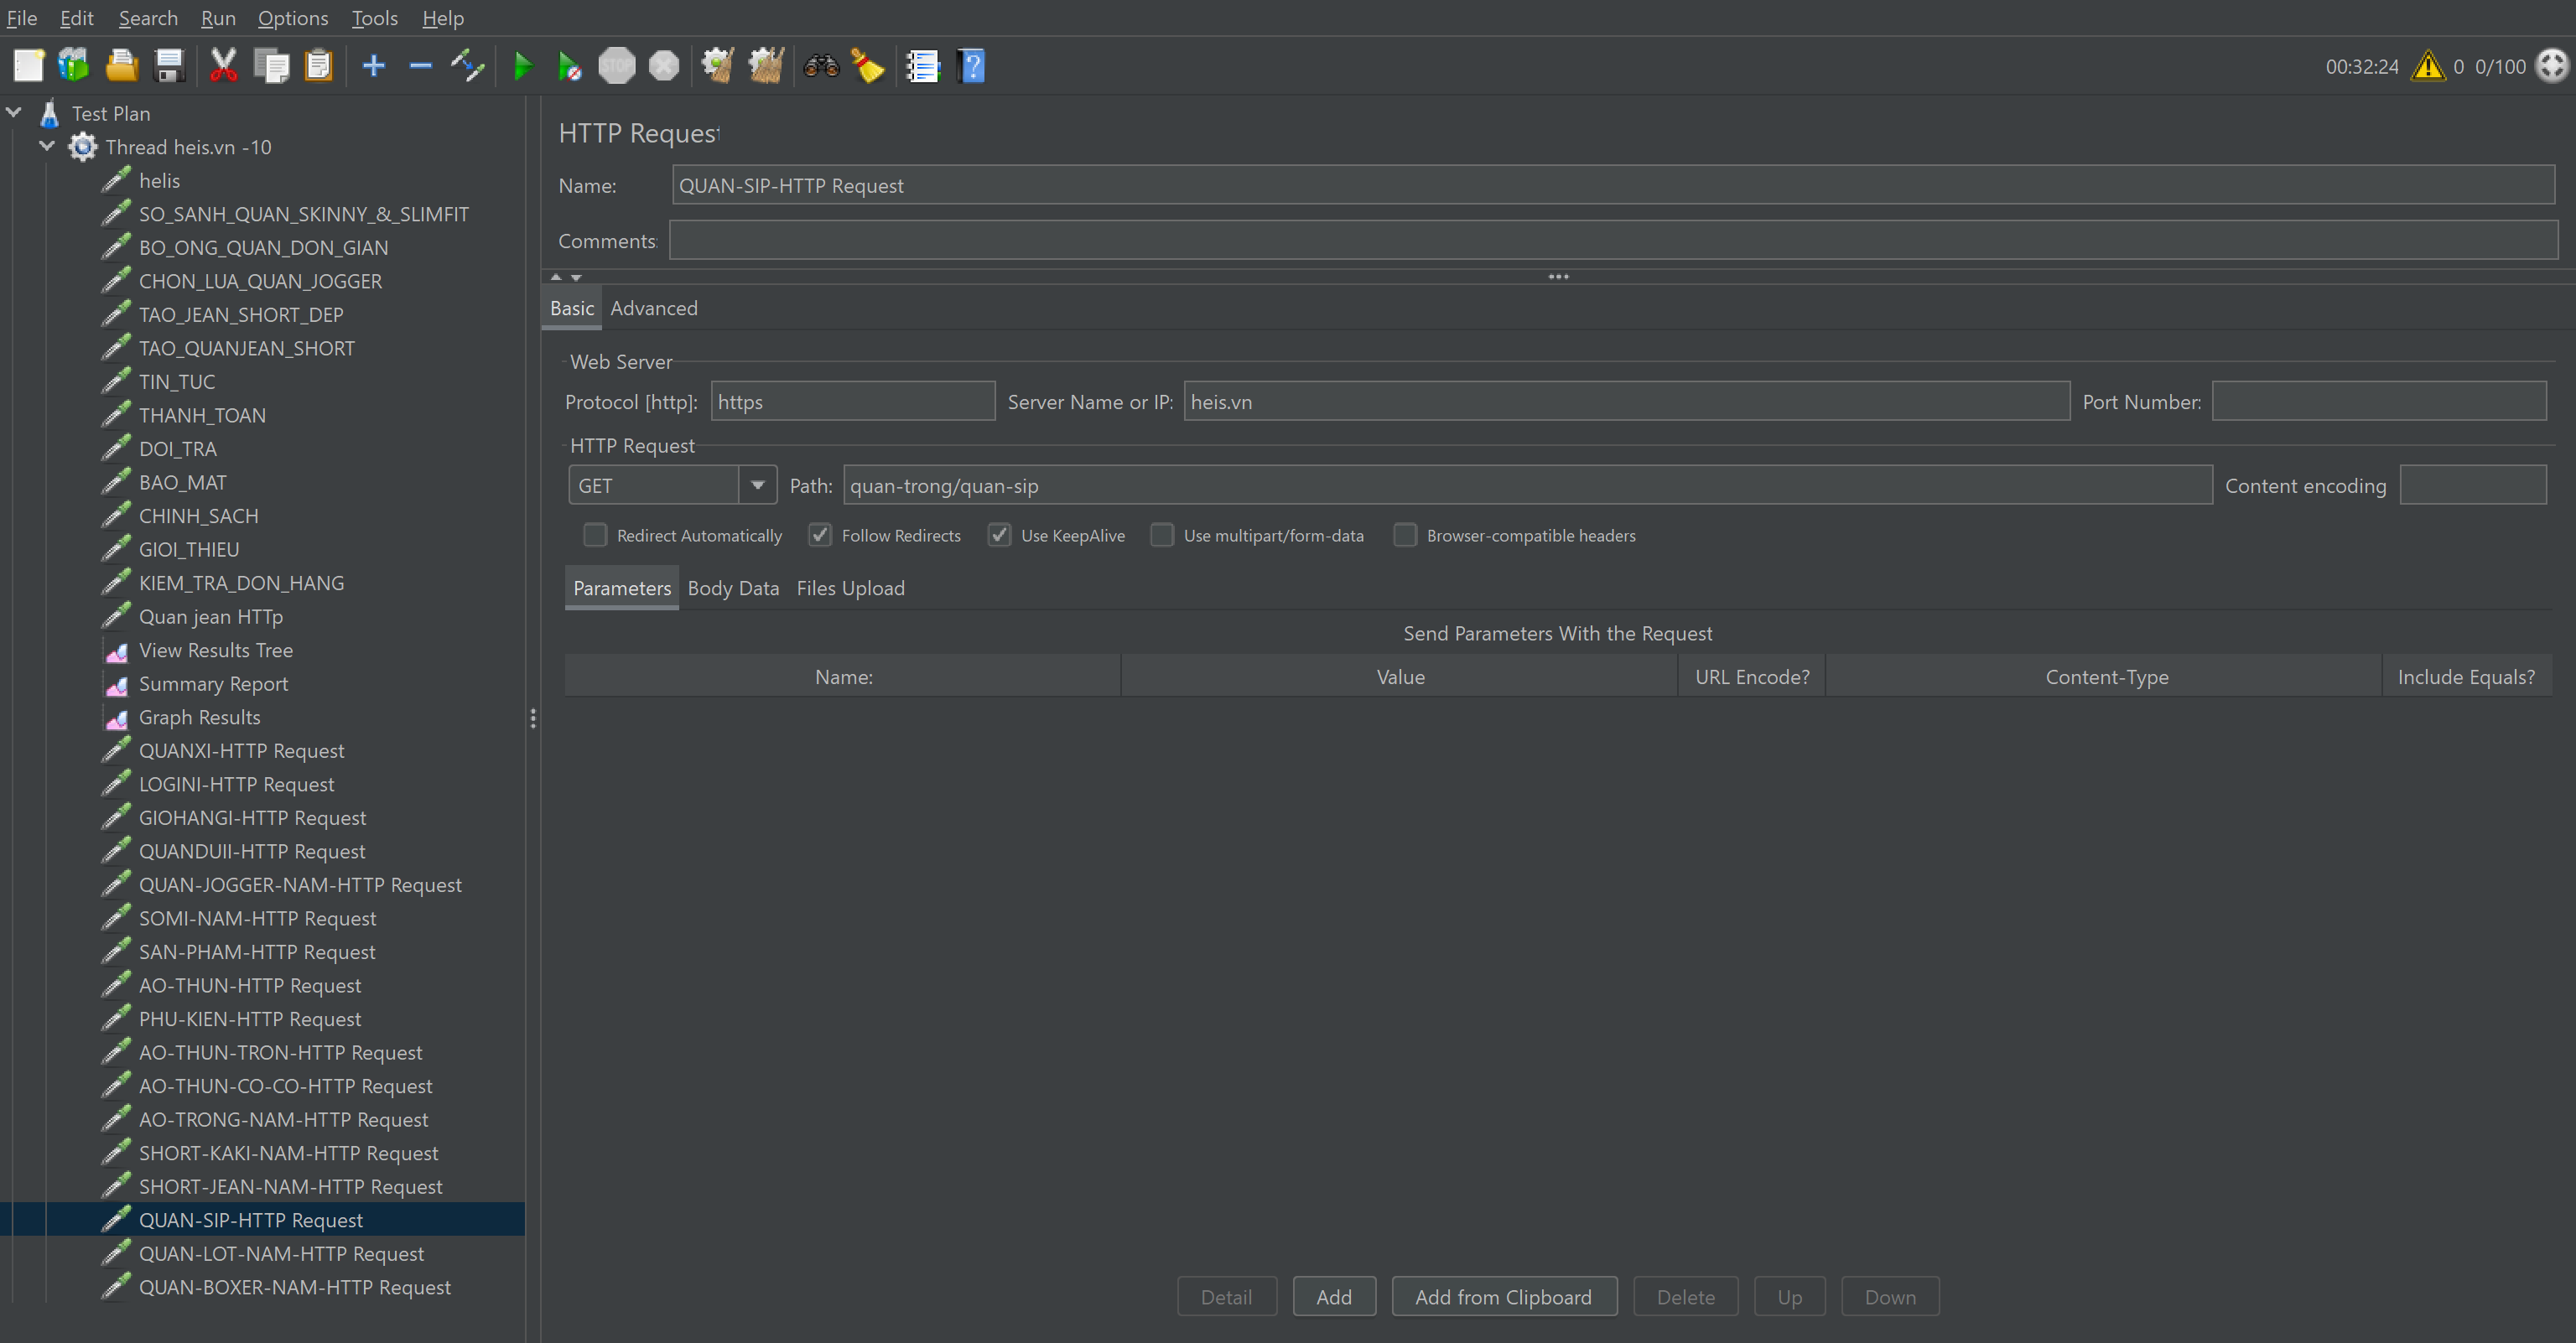 File Edit Search Run Options Tools Help
STOP
00:32:24 0 0/100
Test Plan
Thread heis.vn -10
helis
SO_SANH_QUAN_SKINNY_&_SLIMFIT
BO_ONG_QUAN_DON_GIAN
CHON_LUA_QUAN_JOGGER
TAO_JEAN_SHORT_DEP
TAO_QUANJEAN_SHORT
TIN_TUC
THANH_TOAN
DOI_TRA
BAO_MAT
CHINH_SACH
GIOI_THIEU
KIEM_TRA_DON_HANG
Quan jean HTTp
View Results Tree
Summary Report
Graph Results
QUANXI-HTTP Request
LOGINI-HTTP Request
GIOHANGI-HTTP Request
QUANDUII-HTTP Request
QUAN-JOGGER-NAM-HTTP Request
SOMI-NAM-HTTP Request
SAN-PHAM-HTTP Request
AO-THUN-HTTP Request
PHU-KIEN-HTTP Request
AO-THUN-TRON-HTTP Request
AO-THUN-CO-CO-HTTP Request
AO-TRONG-NAM-HTTP Request
SHORT-KAKI-NAM-HTTP Request
SHORT-JEAN-NAM-HTTP Request
QUAN-SIP-HTTP Request
QUAN-LOT-NAM-HTTP Request
QUAN-BOXER-NAM-HTTP Request
HTTP Request
Name: QUAN-SIP-HTTP Request
Comments:
Basic Advanced
Web Server
Protocol [http]: https Server Name or IP: heis.vn Port Number:
HTTP Request
GET Path: quan-trong/quan-sip Content encoding
Redirect Automatically Follow Redirects Use KeepAlive Use multipart/form-data Browser-compatible headers
Parameters Body Data Files Upload
Send Parameters With the Request
Name: Value URL Encode? Content-Type Include Equals?
Detail Add Add from Clipboard Delete Up Down